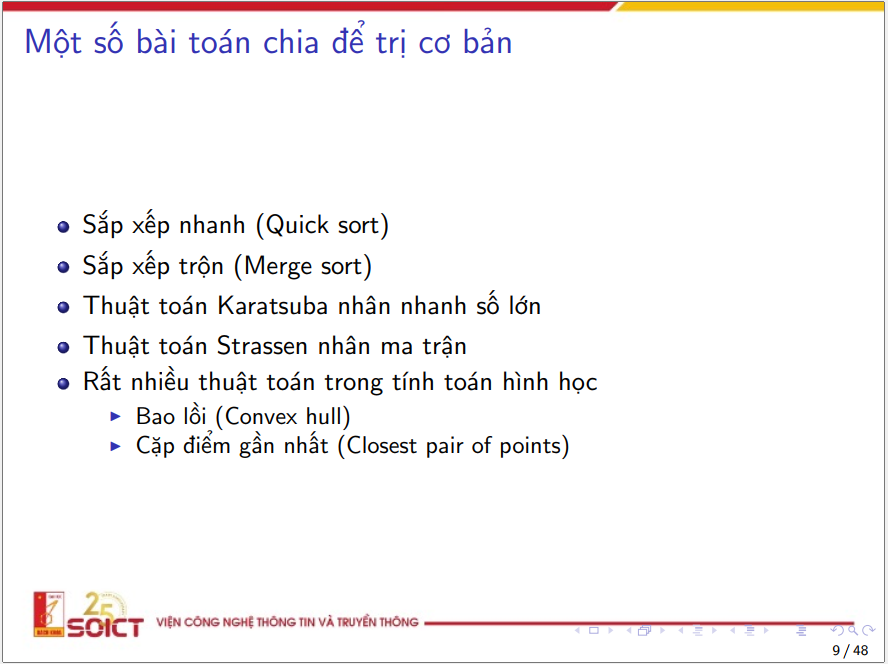 Một số bài toán chia để trị cơ bản
Sắp xếp nhanh (Quick sort)
Sắp xếp trộn (Merge sort)
Thuật toán Karatsuba nhân nhanh số lớn
Thuật toán Strassen nhân ma trận
Rất nhiều thuật toán trong tính toán hình học
Bao lồi (Convex hull)
Cặp điểm gần nhất (Closest pair of points)
25
SOICT
VIỆN CÔNG NGHỆ THÔNG TIN VÀ TRUYỀN THÔNG
9 / 48